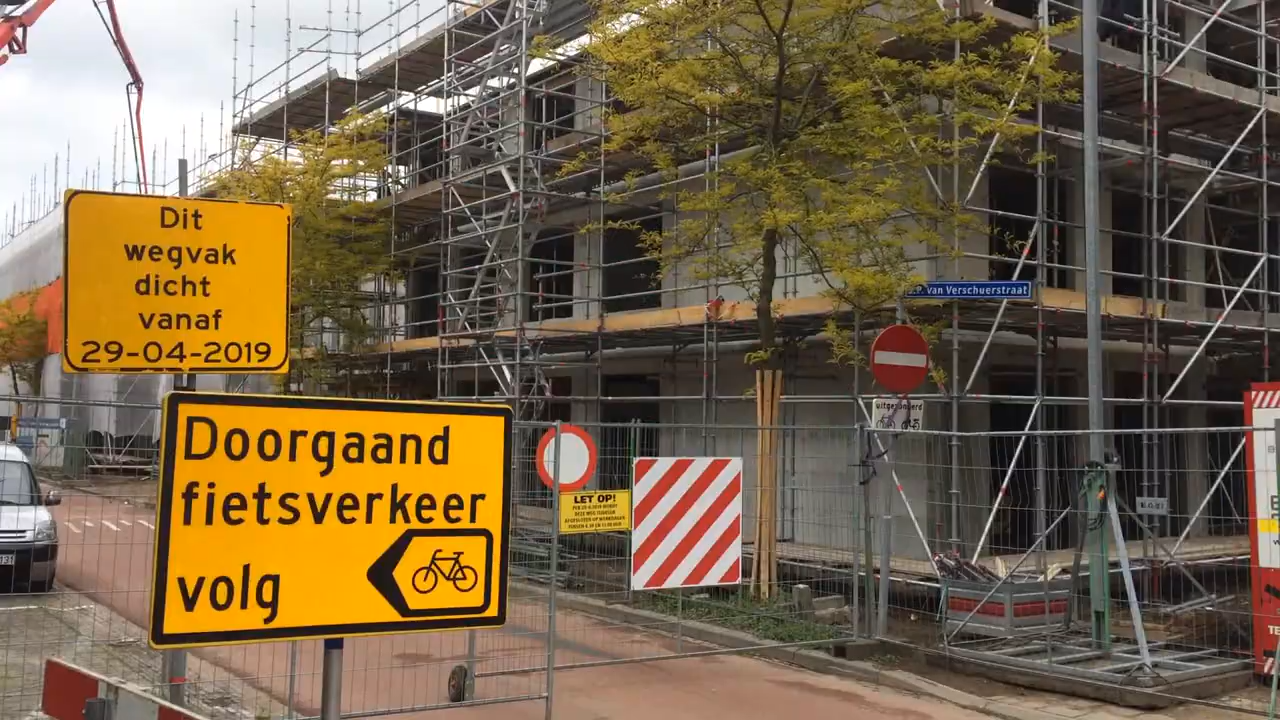 Dit
wegvak
dicht
vanaf
29-04-2019
Doorgaand
fietsverkeer
volg
van Verschuerstraat
uitgezonderd
LET OP!